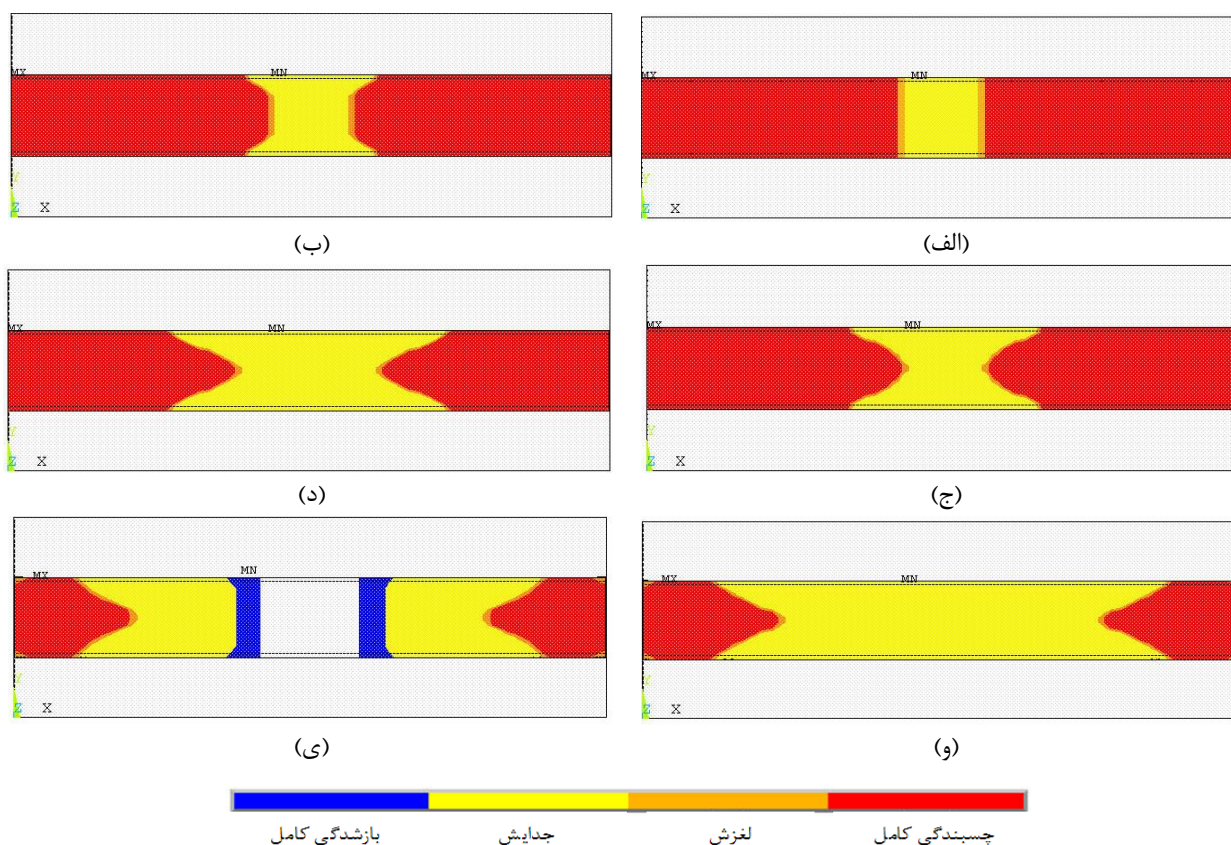 MX MN
Y
Z X
(الف)
MX MN
Y
Z X
(ب)
MX MN
Y
Z X
(ج)
MX MN
Y
Z X
(د)
MX MN
Y
Z X
(و)
MX MN
Y
Z X
(ی)
چسبندگی کامل لغزش جدایش بازشدگی کامل